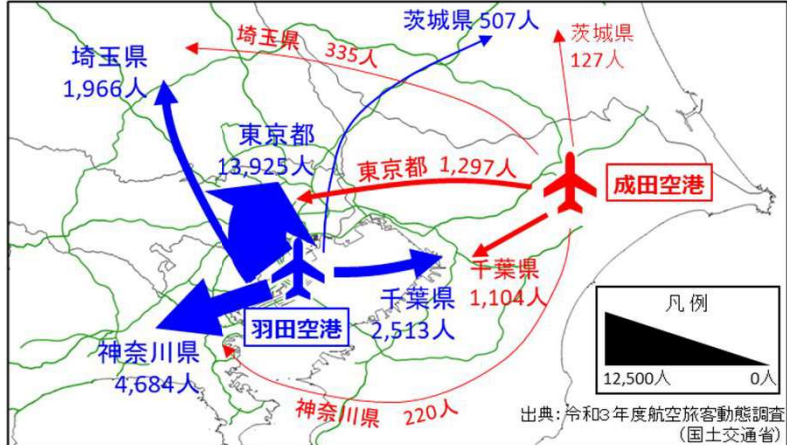 埼玉県
1,966人
埼玉県 335人
茨城県 507人
茨城県
127人
東京都
13,925人
東京都 1,297人
成田空港
千葉県
1,104人
千葉県
2,513人
羽田空港
神奈川県
4,684人
神奈川県 220人
凡例
12,500人 0人
出典:令和3年度航空旅客動態調査
(国土交通省)